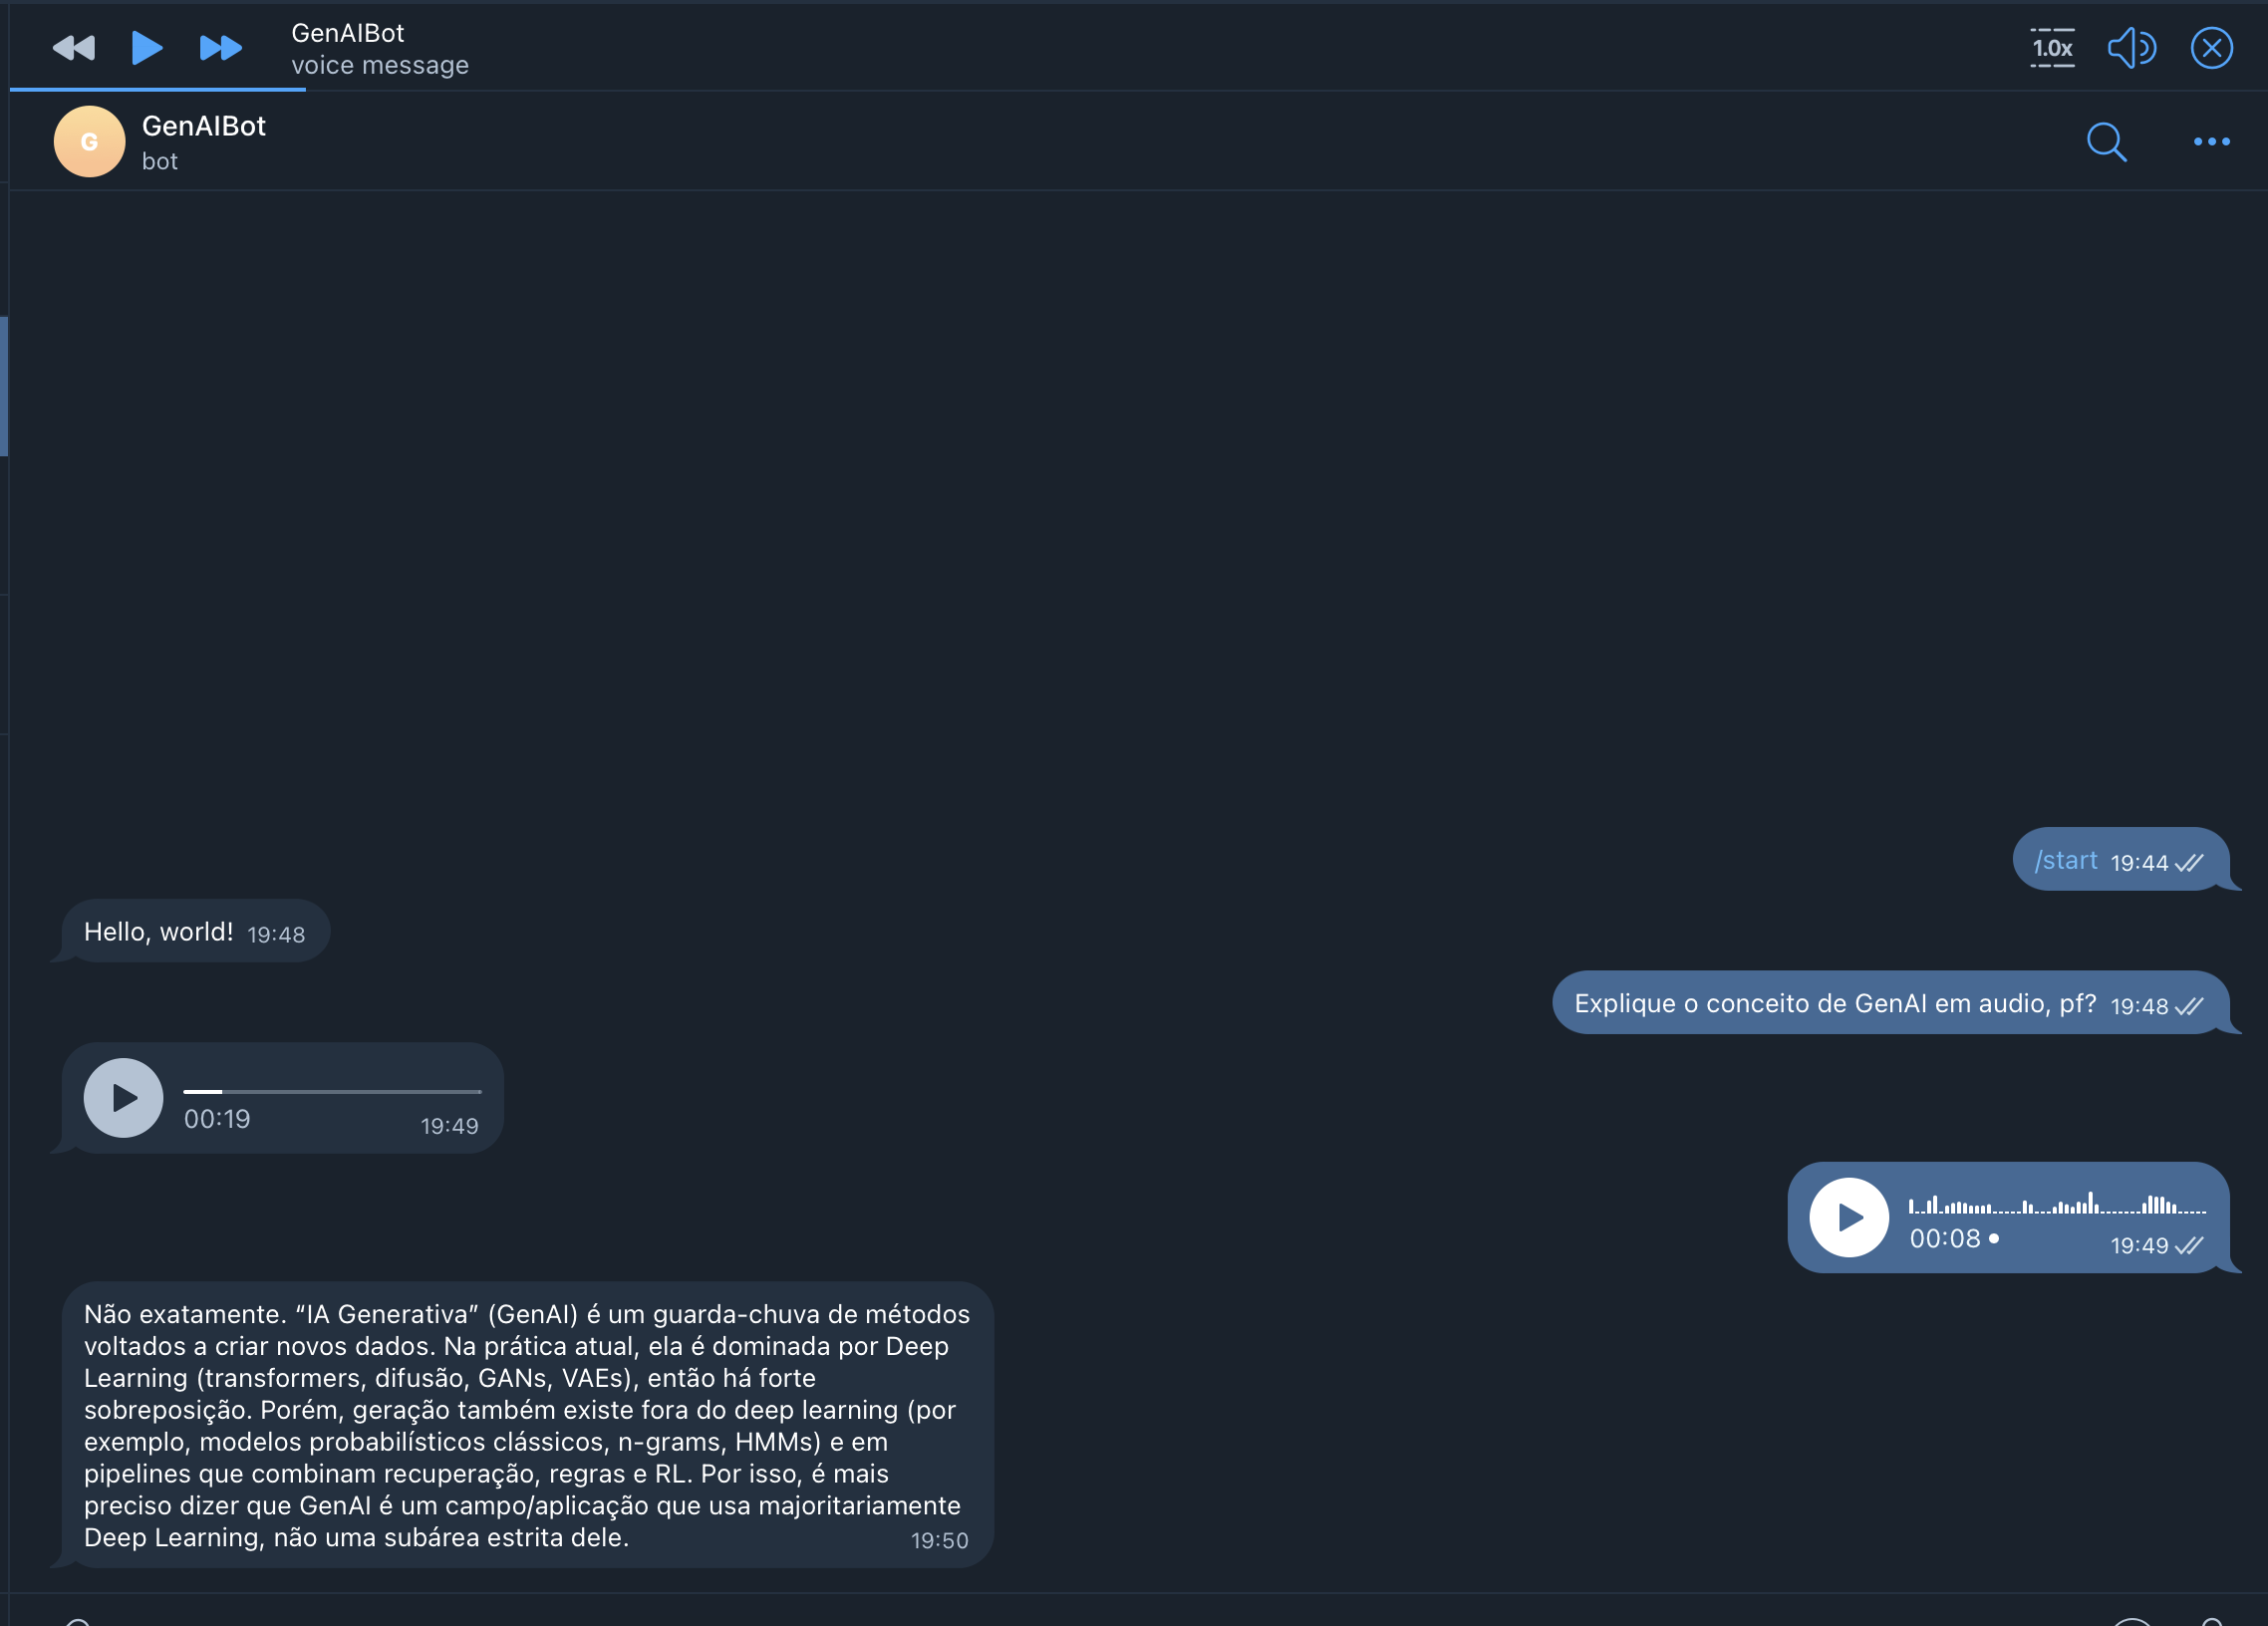 GenAIBot
voice message
1.0x
G
GenAIBot
bot
/start 19:44
Hello, world! 19:48
Explique o conceito de GenAI em audio, pf? 19:48
00:19 19:49
00:08 19:49
Não exatamente. “IA Generativa” (GenAI) é um guarda-chuva de métodos
voltados a criar novos dados. Na prática atual, ela é dominada por Deep
Learning (transformers, difusão, GANs, VAEs), então há forte
sobreposição. Porém, geração também existe fora do deep learning (por
exemplo, modelos probabilísticos clássicos, n-grams, HMMs) e em
pipelines que combinam recuperação, regras e RL. Por isso, é mais
preciso dizer que GenAI é um campo/aplicação que usa majoritariamente
Deep Learning, não uma subárea estrita dele. 19:50